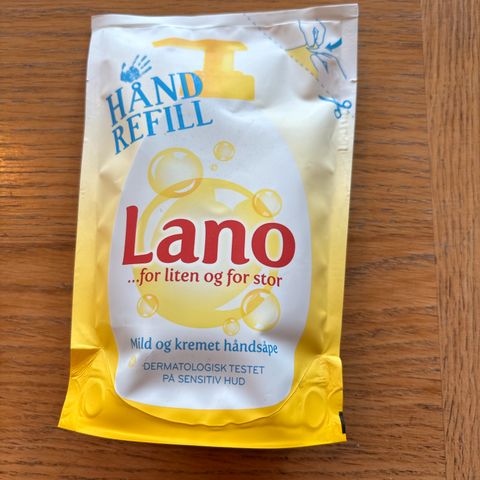 HÅND
REFILL
Lano
...for liten og for stor
Mild og kremet håndsåpe
DERMATOLOGISK TESTET
PÅ SENSITIV HUD